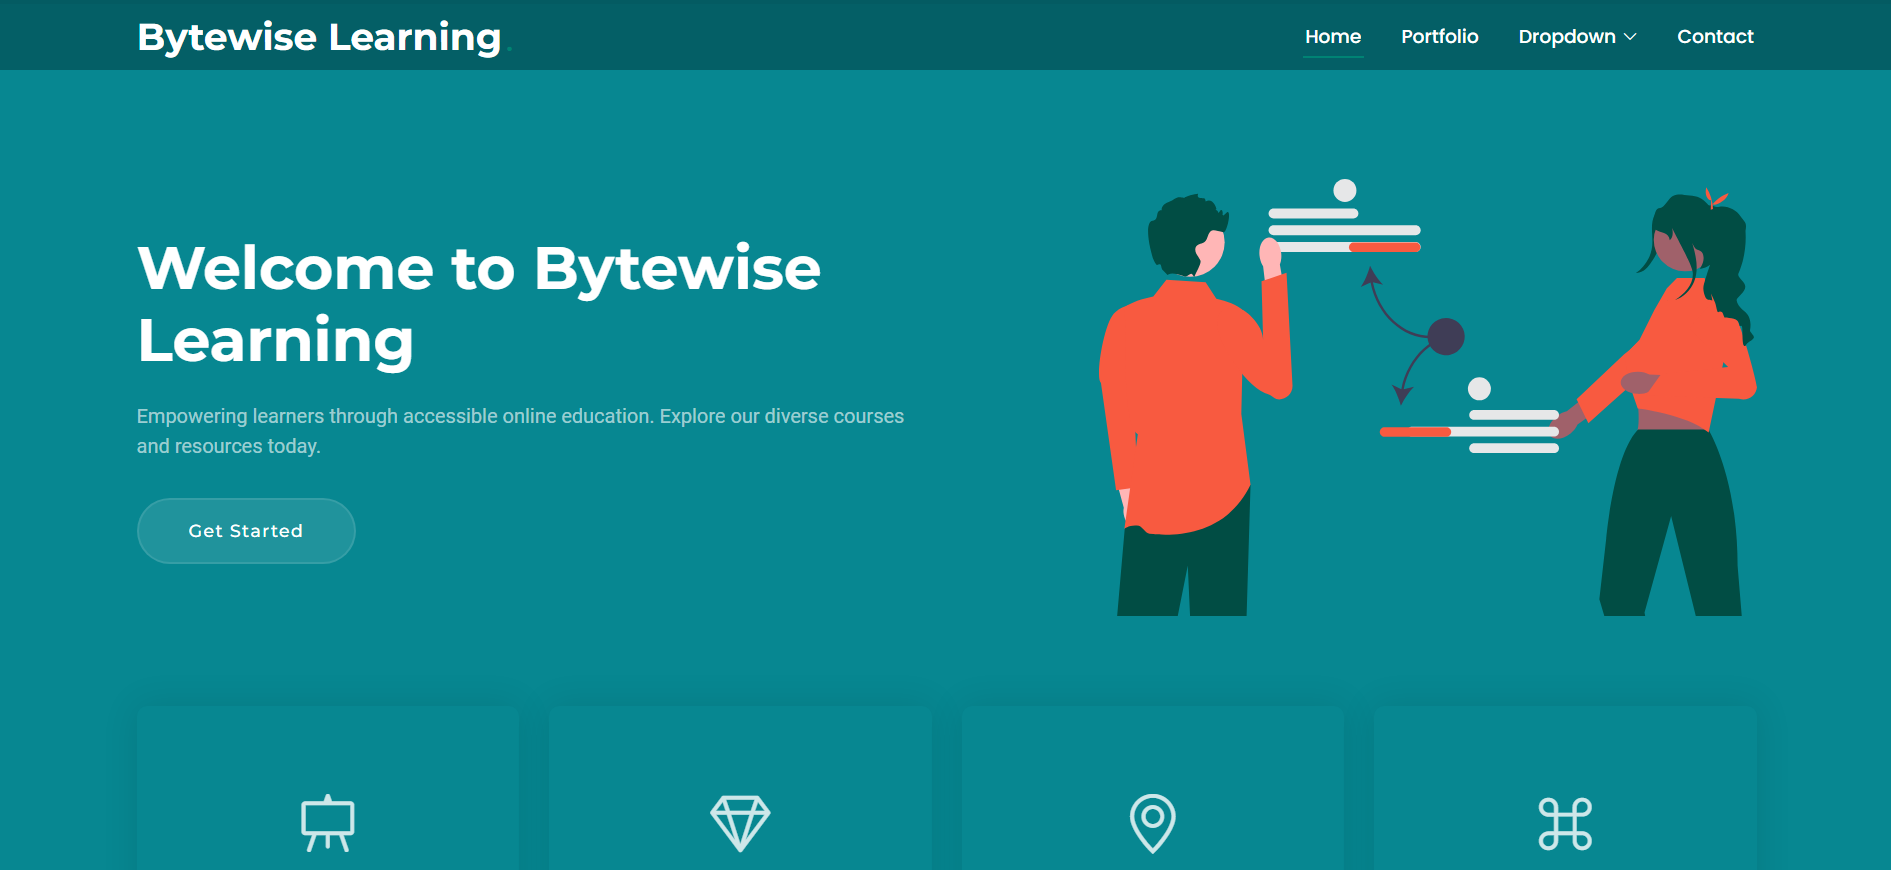 Bytewise Learning.
Home Portfolio Dropdown Contact
Welcome to Bytewise
Learning
Empowering learners through accessible online education. Explore our diverse courses
and resources today.
Get Started